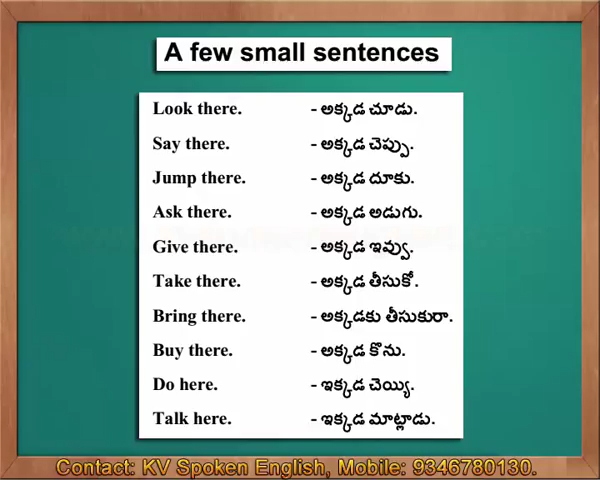 A few small sentences
Look there. - అక్కడ చూడు.
Say there. - అక్కడ చెప్పు.
Jump there. - అక్కడ దూకు.
Ask there. - అక్కడ అడుగు.
Give there. - అక్కడ ఇవ్వు.
Take there. - అక్కడ తీసుకో.
Bring there. - అక్కడకు తీసుకురా.
Buy there. - అక్కడ కొను.
Do here. - ఇక్కడ చెయ్యి.
Talk here. - ఇక్కడ మాట్లాడు.
Contact: KV Spoken English, Mobile: 9346780130.